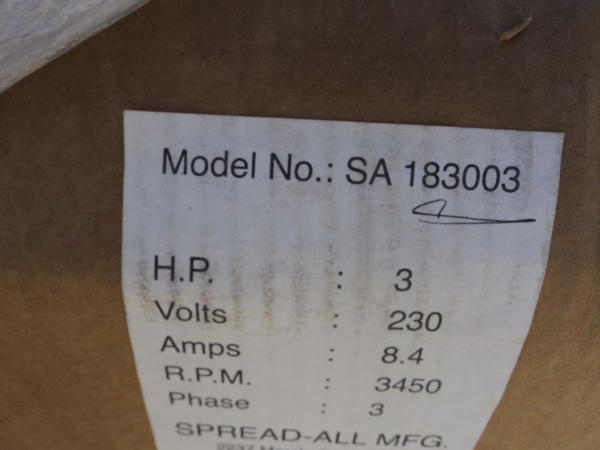 Model No.: SA 183003
H.P. : 3
Volts : 230
Amps : 8.4
R.P.M. : 3450
Phase : 3
SPREAD-ALL MFG.